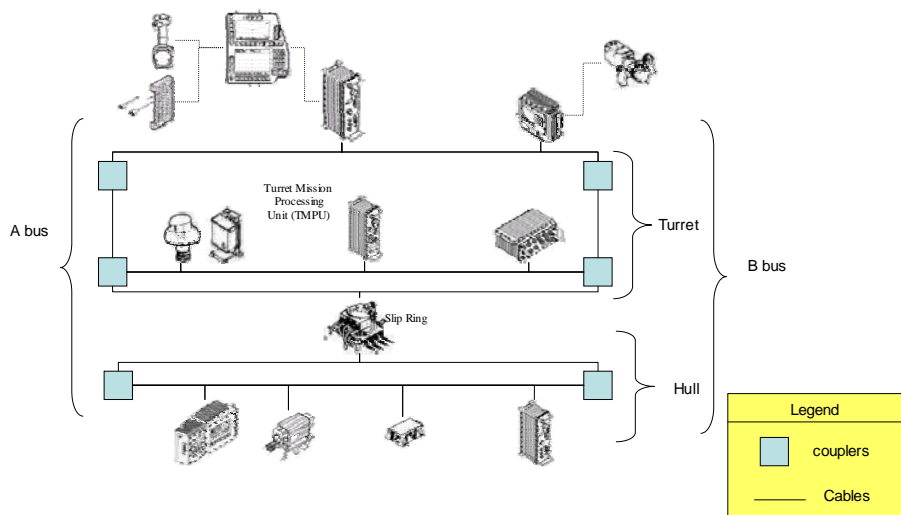 Turret Mission
Processing
Unit (TMPU)
A bus
Turret
B bus
Slip Ring
Hull
Legend
couplers
Cables